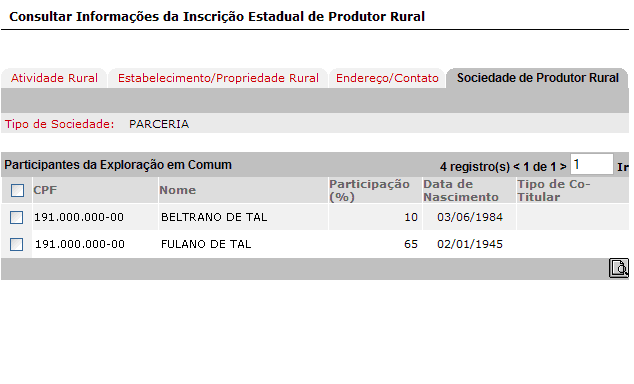 Consultar Informações da Inscrição Estadual de Produtor Rural
Atividade Rural Estabelecimento/Propriedade Rural Endereço/Contato Sociedade de Produtor Rural
Tipo de Sociedade: PARCERIA
Participantes da Exploração em Comum 4 registro(s) < 1 de 1 > 1 Ir
CPF Nome Participação (%) Data de Nascimento Tipo de Co-Titular
191.000.000-00 BELTRANO DE TAL 10 03/06/1984
191.000.000-00 FULANO DE TAL 65 02/01/1945